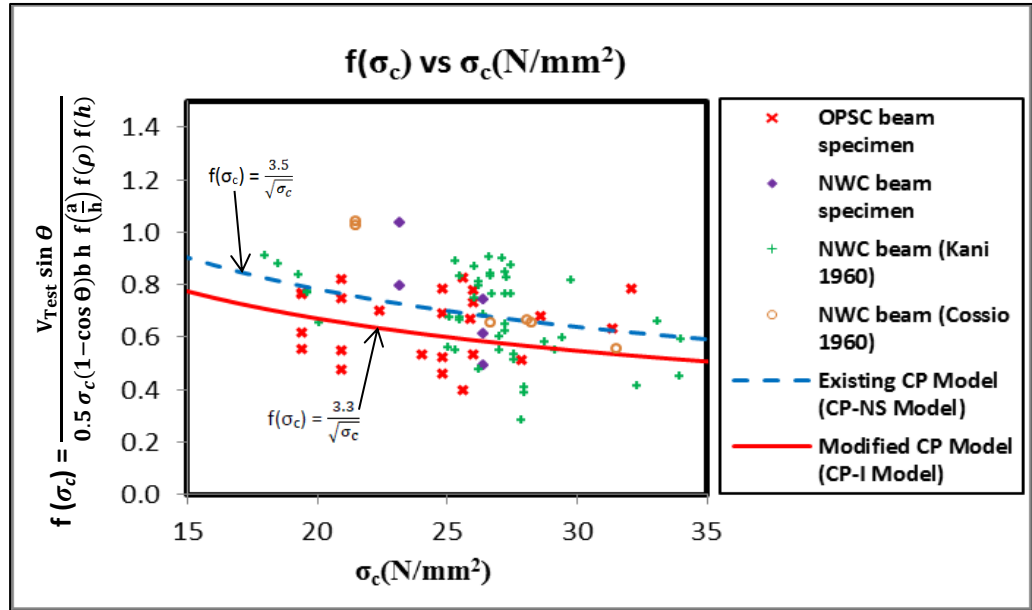 f(σc) vs σc(N/mm²)
f (σc) = V_Test sin θ / 0.5 σc(1−cos θ)b h f(a/h) f(ρ) f(h)
1.4
1.2
1.0
0.8
0.6
0.4
0.2
0.0
f(σc) = 3.5/√σc
f(σc) = 3.3/√σc
15
20
25
30
35
σc(N/mm²)
OPSC beam
specimen
NWC beam
specimen
NWC beam (Kani
1960)
NWC beam (Cossio
1960)
Existing CP Model
(CP-NS Model)
Modified CP Model
(CP-I Model)